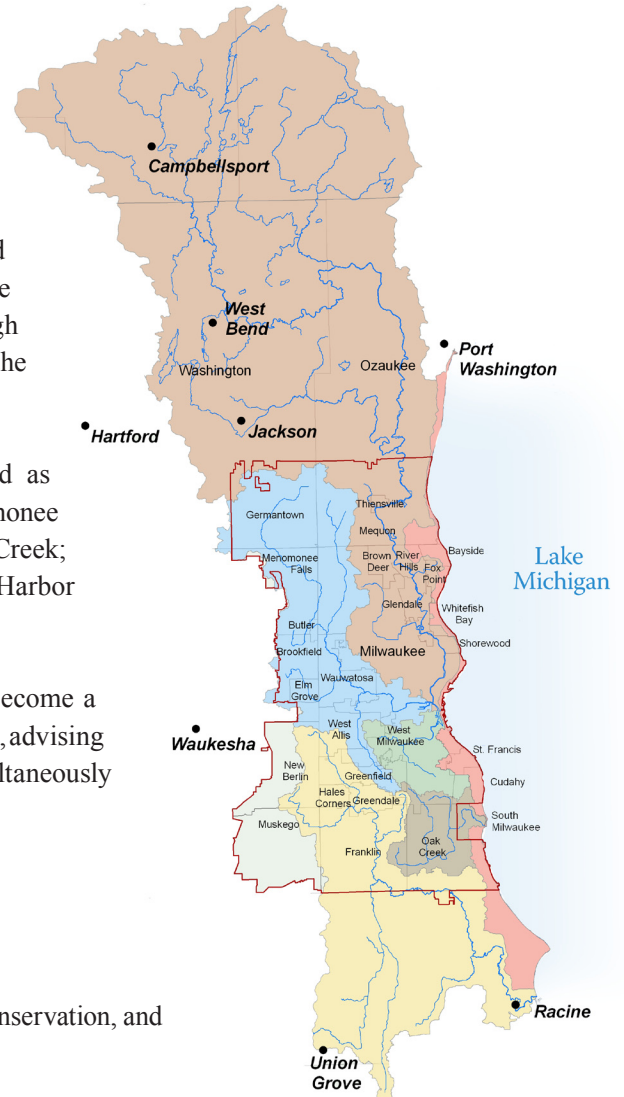 d
e
gh
he
d as
nonee
Creek;
Harbor
ecome a
, advising
ultaneously
nservation, and
Campbellsport
West
Bend
Washington
Ozaukee
Port
Washington
Hartford
Jackson
Germantown
Thiensville
Mequon
Menomonee
Falls
Brown
Deer
River
Hills
Fox
Point
Bayside
Lake
Michigan
Glendale
Whitefish
Bay
Butler
Shorewood
Brookfield
Milwaukee
Elm
Grove
Wauwatosa
Waukesha
West
Allis
West
Milwaukee
St. Francis
New
Berlin
Greenfield
Cudahy
Hales
Corners
Greendale
Muskego
South
Milwaukee
Franklin
Oak
Creek
Racine
Union
Grove